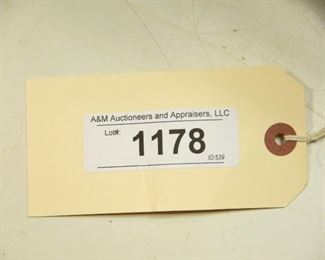 A&M Auctioneers and Appraisers, LLC
Lot#:
1178
ID:539